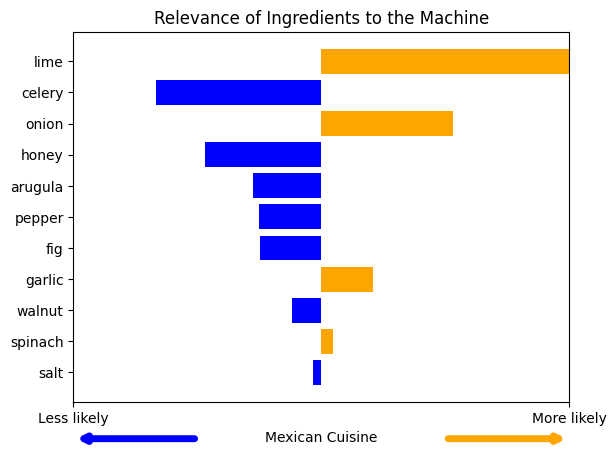 Relevance of Ingredients to the Machine
lime
celery
onion
honey
arugula
pepper
fig
garlic
walnut
spinach
salt
Less likely
More likely
Mexican Cuisine